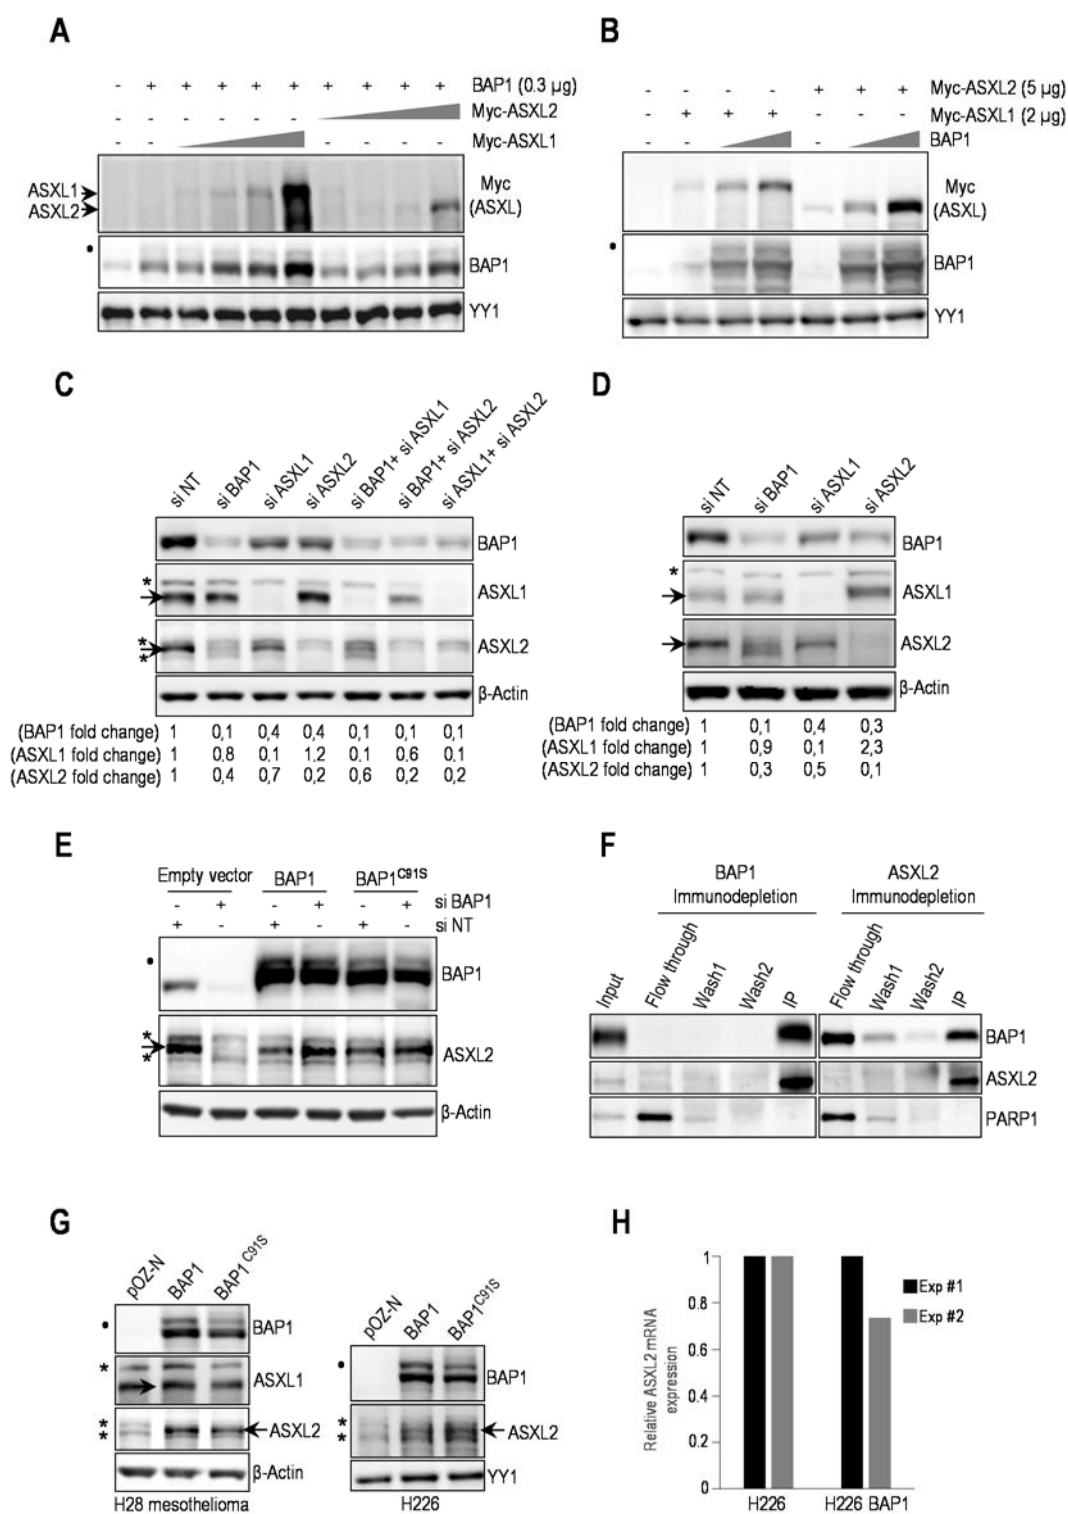 A
- + + + + + + + + + BAP1 (0.3 µg)
- - - - - - Myc-ASXL2
- - - - - - Myc-ASXL1
ASXL1
ASXL2
Myc
(ASXL)
•
BAP1
YY1
B
- - - - + + + Myc-ASXL2 (5 µg)
- + + + - - - Myc-ASXL1 (2 µg)
- - - BAP1
Myc
(ASXL)
•
BAP1
YY1
C
si NT
si BAP1
si ASXL1
si ASXL2
si BAP1+ si ASXL1
si BAP1+ si ASXL2
si ASXL1+ si ASXL2
BAP1
*
ASXL1
*
ASXL2
*
β-Actin
(BAP1 fold change) 1 0,1 0,4 0,4 0,1 0,1 0,1
(ASXL1 fold change) 1 0,8 0.1 1,2 0.1 0,6 0.1
(ASXL2 fold change) 1 0,4 0,7 0,2 0,6 0,2 0,2
D
si NT
si BAP1
si ASXL1
si ASXL2
BAP1
*
ASXL1
ASXL2
β-Actin
(BAP1 fold change) 1 0,1 0,4 0,3
(ASXL1 fold change) 1 0,9 0,1 2,3
(ASXL2 fold change) 1 0,3 0,5 0,1
E
Empty vector BAP1 BAP1C91S
- + - + - + si BAP1
+ - + - + - si NT
•
BAP1
*
ASXL2
*
β-Actin
F
BAP1
Immunodepletion
ASXL2
Immunodepletion
Input
Flow through
Wash1
Wash2
IP
Flow through
Wash1
Wash2
IP
BAP1
ASXL2
PARP1
G
pOZ-N
BAP1
BAP1 C91S
•
BAP1
*
ASXL1
*
*
ASXL2
β-Actin
H28 mesothelioma
pOZ-N
BAP1
BAP1C91S
•
BAP1
*
*
ASXL2
YY1
H226
H
Relative ASXL2 mRNA
expression
1
0.8
0.6
0.4
0.2
0
H226
H226 BAP1
Exp #1
Exp #2